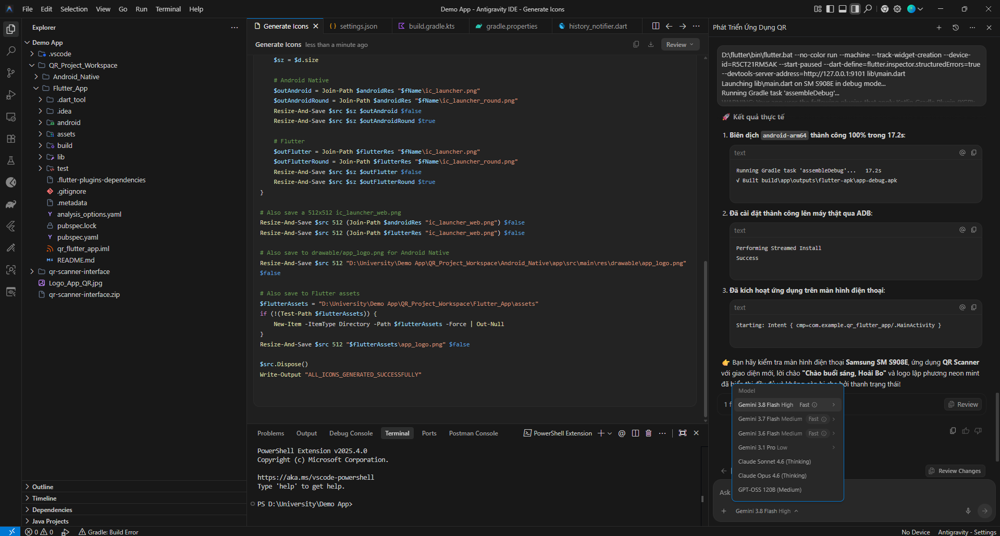 File Edit Selection View Go Run Terminal Help
Demo App - Antigravity IDE - Generate Icons
Explorer
Demo App
.vscode
QR_Project_Workspace
Android_Native
Flutter_App
.dart_tool
.idea
android
assets
build
lib
test
.flutter-plugins-dependencies
.gitignore
.metadata
analysis_options.yaml
pubspec.lock
pubspec.yaml
qr_flutter_app.iml
README.md
qr-scanner-interface
Logo_App_QR.jpg
qr-scanner-interface.zip
Outline
Timeline
Dependencies
Java Projects
Generate Icons settings.json build.gradle.kts gradle.properties history_notifier.dart
Generate Icons less than a minute ago Review
$sz = $d.size
# Android Native
$outAndroid = Join-Path $androidRes "$fName\ic_launcher.png"
$outAndroidRound = Join-Path $androidRes "$fName\ic_launcher_round.png"
Resize-And-Save $src $sz $outAndroid $false
Resize-And-Save $src $sz $outAndroidRound $true
# Flutter
$outFlutter = Join-Path $flutterRes "$fName\ic_launcher.png"
$outFlutterRound = Join-Path $flutterRes "$fName\ic_launcher_round.png"
Resize-And-Save $src $sz $outFlutter $false
Resize-And-Save $src $sz $outFlutterRound $true
}
# Also save a 512x512 ic_launcher_web.png
Resize-And-Save $src 512 (Join-Path $androidRes "ic_launcher_web.png") $false
Resize-And-Save $src 512 (Join-Path $flutterRes "ic_launcher_web.png") $false
# Also save to drawable/app_logo.png for Android Native
Resize-And-Save $src 512 "D:\University\Demo App\QR_Project_Workspace\Android_Native\app\src\main\res\drawable\app_logo.png"
$false
# Also save to Flutter assets
$flutterAssets = "D:\University\Demo App\QR_Project_Workspace\Flutter_App\assets"
if (!(Test-Path $flutterAssets)) {
New-Item -ItemType Directory -Path $flutterAssets -Force | Out-Null
}
Resize-And-Save $src 512 "$flutterAssets\app_logo.png" $false
$src.Dispose()
Write-Output "ALL_ICONS_GENERATED_SUCCESSFULLY"
Problems Output Debug Console Terminal Ports Postman Console PowerShell Extension
PowerShell Extension v2025.4.0
Copyright (c) Microsoft Corporation.
https://aka.ms/vscode-powershell
Type 'help' to get help.
PS D:\University\Demo App>
Phát Triển Ứng Dụng QR
D:\flutter\bin\flutter.bat --no-color run --machine --track-widget-creation --device-
id=R5CT21RM5AK --start-paused --dart-define=flutter.inspector.structuredErrors=true
--devtools-server-address=http://127.0.0.1:9101 lib\main.dart
Launching lib\main.dart on SM S908E in debug mode...
Running Gradle task 'assembleDebug'...
WARNING: Your app uses the following plugins that apply Kotlin Gradle Plugin (KGP):
🚀 Kết quả thực tế
1. Biên dịch android-arm64 thành công 100% trong 17.2s:
text
Running Gradle task 'assembleDebug'... 17.2s
√ Built build\app\outputs\flutter-apk\app-debug.apk
2. Đã cài đặt thành công lên máy thật qua ADB:
text
Performing Streamed Install
Success
3. Đã kích hoạt ứng dụng trên màn hình điện thoại:
text
Starting: Intent { cmp=com.example.qr_flutter_app/.MainActivity }
👉 Bạn hãy kiểm tra màn hình điện thoại Samsung SM S908E, ứng dụng QR Scanner
với giao diện mới, lời chào "Chào buổi sáng, Hoài Bo" và logo lập phương neon mint
đã hiển thị đầy đủ và không còn bị che bởi thanh trạng thái!
1 Review
Model
Gemini 3.8 Flash High Fast
Gemini 3.7 Flash Medium Fast
Gemini 3.6 Flash Medium Fast
Gemini 3.1 Pro Low
Claude Sonnet 4.6 (Thinking)
Claude Opus 4.6 (Thinking)
GPT-OSS 120B (Medium)
Review Changes
Ask
Gemini 3.8 Flash High
0 0 Gradle: Build Error
No Device Antigravity - Settings